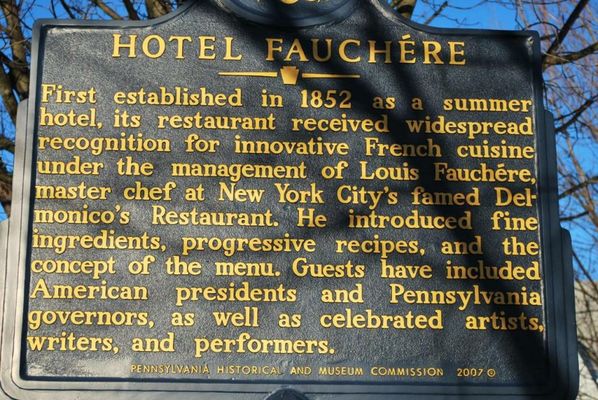 HOTEL FAUCHÉRE
First established in 1852 as a summer
hotel, its restaurant received widespread
recognition for innovative French cuisine
under the management of Louis Fauchére,
master chef at New York City's famed Del-
monico's Restaurant. He introduced fine
ingredients, progressive recipes, and the
concept of the menu. Guests have included
American presidents and Pennsylvania
governors, as well as celebrated artists,
writers, and performers.
PENNSYLVANIA HISTORICAL AND MUSEUM COMMISSION 2007 ©